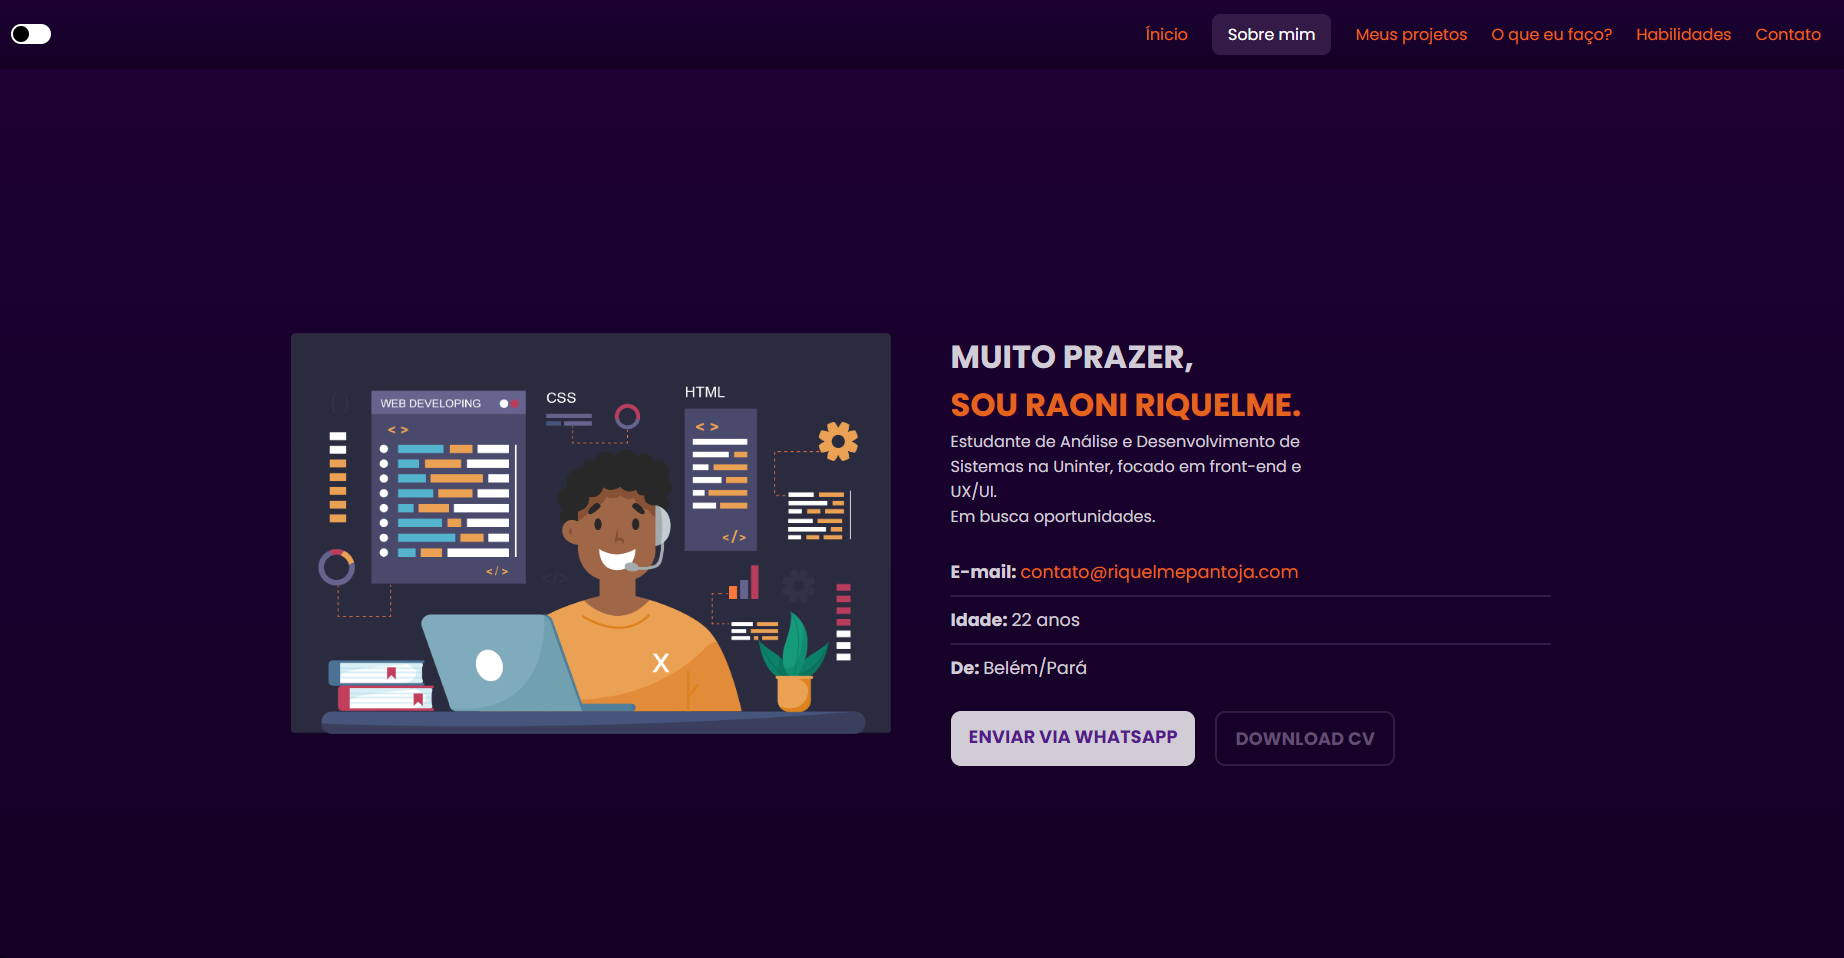 Ínicio Sobre mim Meus projetos O que eu faço? Habilidades Contato
WEB DEVELOPING
< >
</>
CSS
HTML
< >
</>
{ }
</>
X
MUITO PRAZER,
SOU RAONI RIQUELME.
Estudante de Análise e Desenvolvimento de
Sistemas na Uninter, focado em front-end e
UX/UI.
Em busca oportunidades.
E-mail: contato@riquelmepantoja.com
Idade: 22 anos
De: Belém/Pará
ENVIAR VIA WHATSAPP DOWNLOAD CV